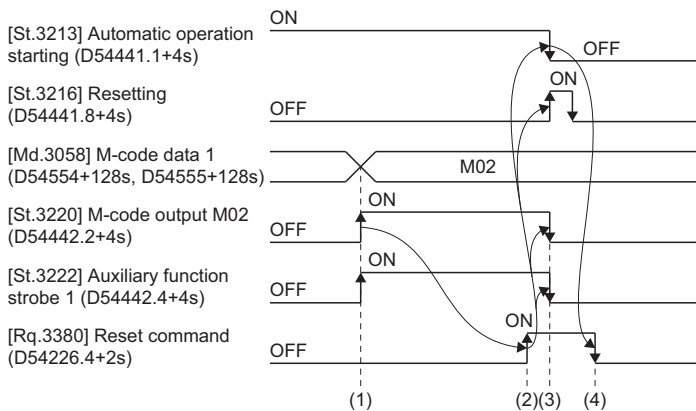 ON
[St.3213] Automatic operation
starting (D54441.1+4s)
OFF
ON
[St.3216] Resetting
(D54441.8+4s)
OFF
[Md.3058] M-code data 1
(D54554+128s, D54555+128s)
M02
ON
[St.3220] M-code output M02
(D54442.2+4s)
OFF
ON
[St.3222] Auxiliary function
strobe 1 (D54442.4+4s)
OFF
ON
[Rq.3380] Reset command
(D54226.4+2s)
OFF
(1) (2)(3) (4)